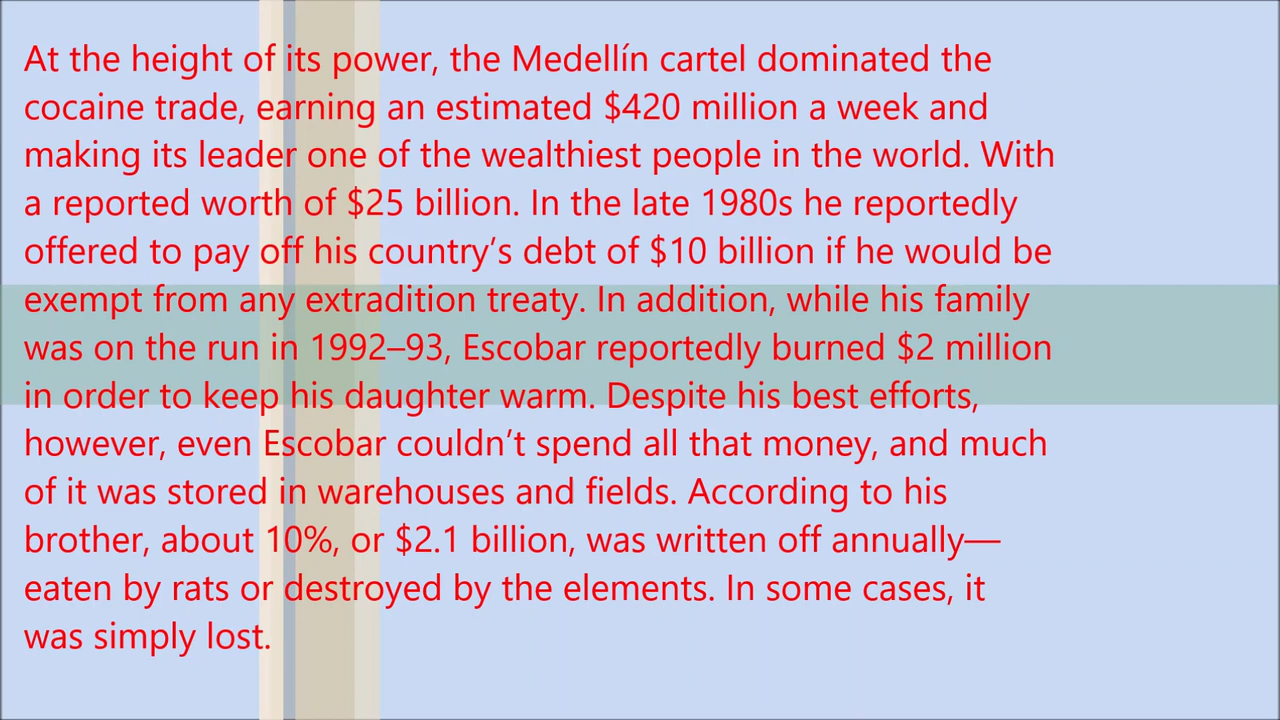 At the height of its power, the Medellín cartel dominated the
cocaine trade, earning an estimated $420 million a week and
making its leader one of the wealthiest people in the world. With
a reported worth of $25 billion. In the late 1980s he reportedly
offered to pay off his country’s debt of $10 billion if he would be
exempt from any extradition treaty. In addition, while his family
was on the run in 1992–93, Escobar reportedly burned $2 million
in order to keep his daughter warm. Despite his best efforts,
however, even Escobar couldn’t spend all that money, and much
of it was stored in warehouses and fields. According to his
brother, about 10%, or $2.1 billion, was written off annually—
eaten by rats or destroyed by the elements. In some cases, it
was simply lost.